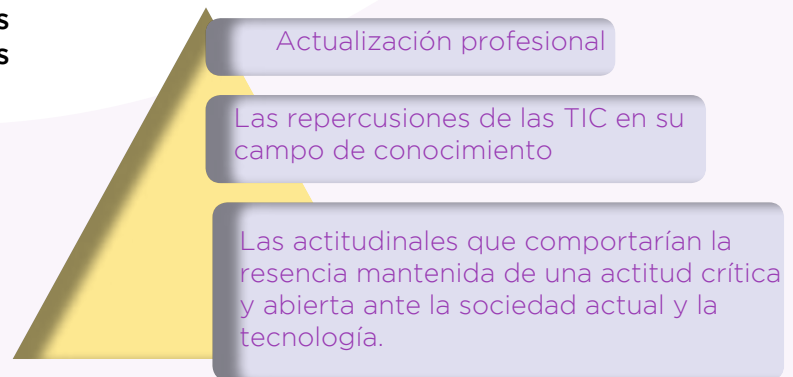 s
s
Actualización profesional
Las repercusiones de las TIC en su
campo de conocimiento
Las actitudinales que comportarían la
resencia mantenida de una actitud crítica
y abierta ante la sociedad actual y la
tecnología.